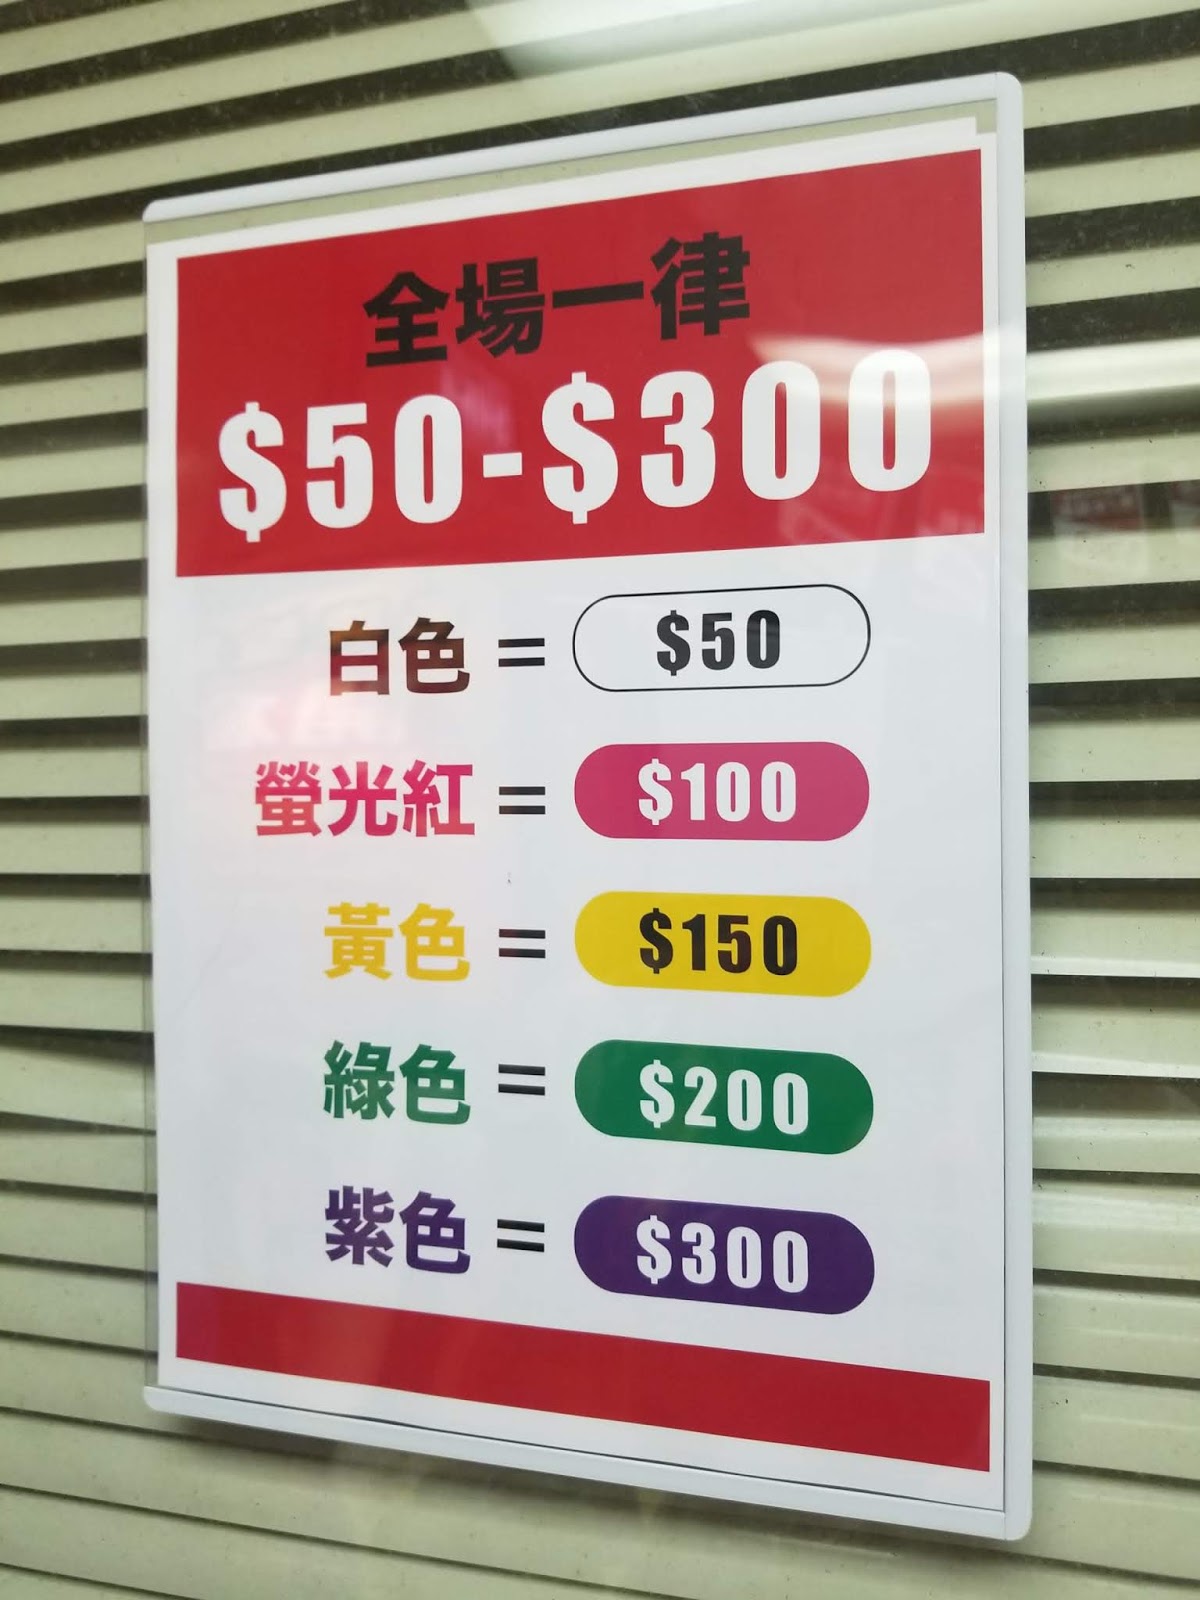 全場一律
$50-$300
白色 = $50
螢光紅 = $100
黃色 = $150
綠色 = $200
紫色 = $300